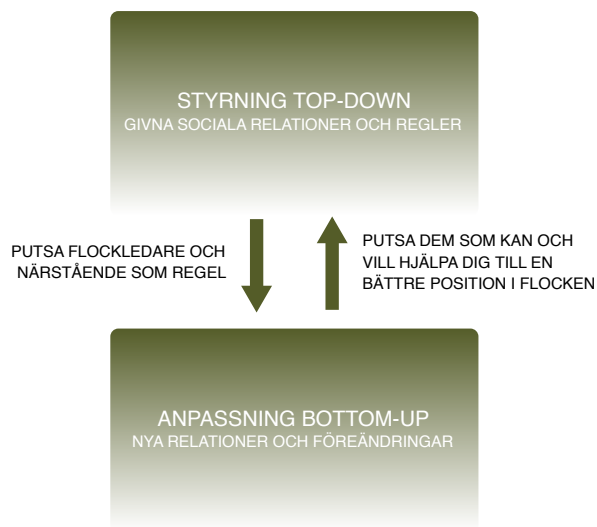 STYRNING TOP-DOWN
GIVNA SOCIALA RELATIONER OCH REGLER
PUTSA FLOCKLEDARE OCH
NÄRSTÅENDE SOM REGEL
PUTSA DEM SOM KAN OCH
VILL HJÄLPA DIG TILL EN
BÄTTRE POSITION I FLOCKEN
ANPASSNING BOTTOM-UP
NYA RELATIONER OCH FÖREÄNDRINGAR